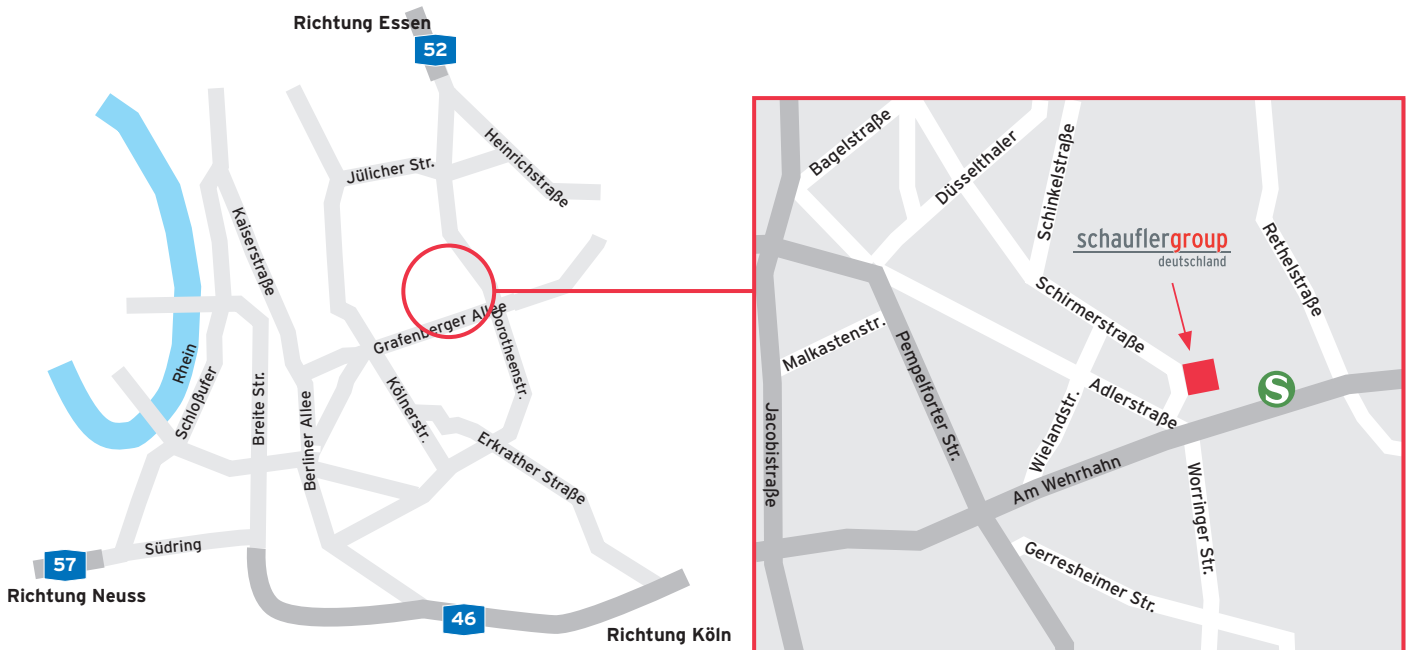 Richtung Essen
52
Heinrichstraße
Jülicher Str.
Kaiserstraße
Grafenberger Allee
Dorotheenstr.
Rhein
Schloßufer
Breite Str.
Berliner Allee
Kölnerstr.
Erkrather Straße
Südring
57
Richtung Neuss
46
Richtung Köln
Bagelstraße
Düsselthaler
Schinkelstraße
schauflergroup
deutschland
Rethelstraße
Schirmerstraße
Malkastenstr.
Pempelforter Str.
Adlerstraße
S
Jacobistraße
Wielandstr.
Am Wehrhahn
Worringer Str.
Gerresheimer Str.